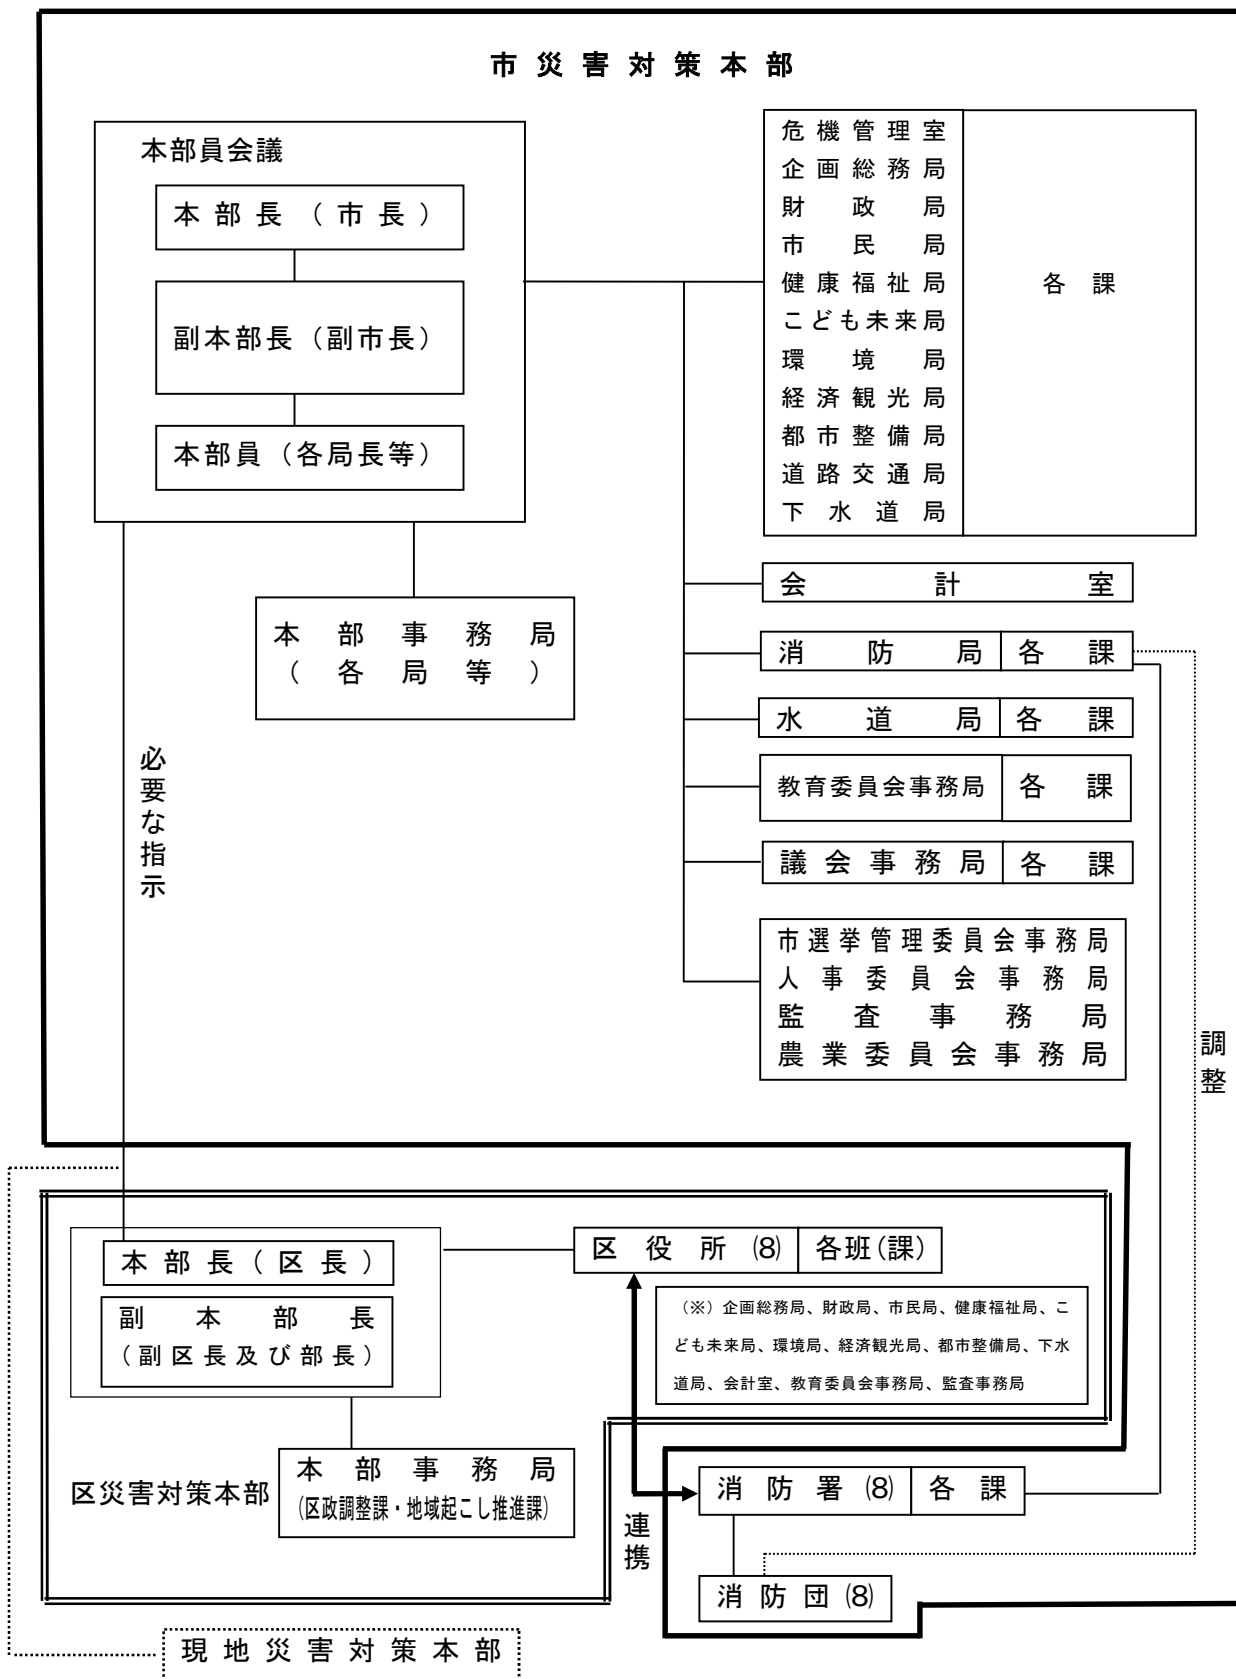 市災害対策本部
本部員会議
本部長（市長）
副本部長（副市長）
本部員（各局長等）
本部事務局
（各局等）
必要な指示
危機管理室
企画総務局
財政局
市民局
健康福祉局
こども未来局
環境局
経済観光局
都市整備局
道路交通局
下水道局
各課
会計室
消防局 各課
水道局 各課
教育委員会事務局 各課
議会事務局 各課
市選挙管理委員会事務局
人事委員会事務局
監査事務局
農業委員会事務局
調整
本部長（区長）
副本部長
（副区長及び部長）
区役所(8) 各班(課)
（※）企画総務局、財政局、市民局、健康福祉局、こ
ども未来局、環境局、経済観光局、都市整備局、下水
道局、会計室、教育委員会事務局、監査事務局
区災害対策本部
本部事務局
(区政調整課・地域起こし推進課)
連携
消防署(8) 各課
消防団(8)
現地災害対策本部